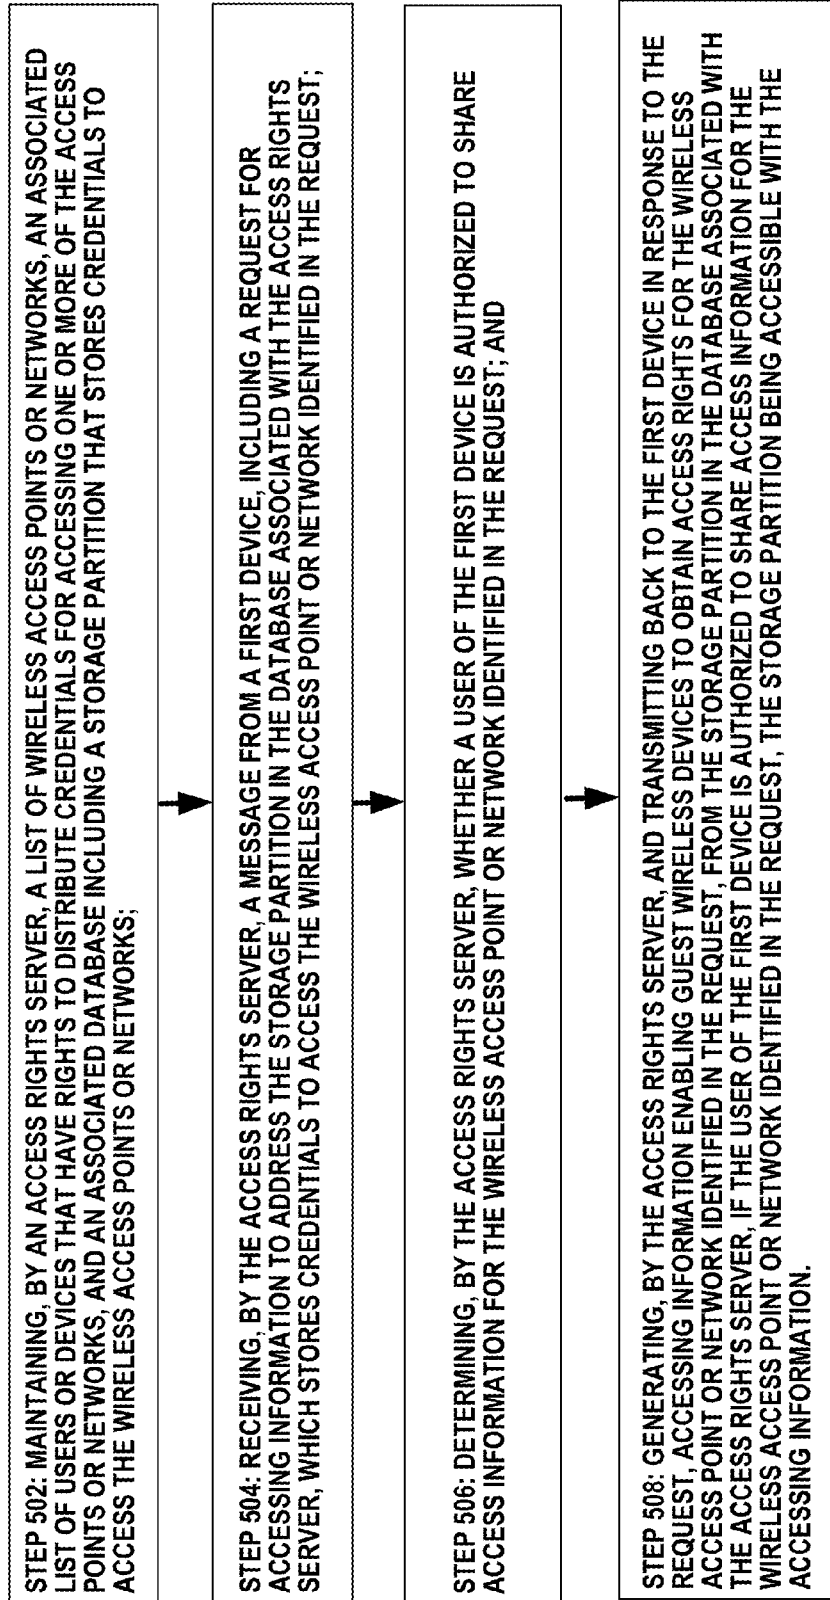 STEP 502: MAINTAINING, BY AN ACCESS RIGHTS SERVER, A LIST OF WIRELESS ACCESS POINTS OR NETWORKS, AN ASSOCIATED
LIST OF USERS OR DEVICES THAT HAVE RIGHTS TO DISTRIBUTE CREDENTIALS FOR ACCESSING ONE OR MORE OF THE ACCESS
POINTS OR NETWORKS, AND AN ASSOCIATED DATABASE INCLUDING A STORAGE PARTITION THAT STORES CREDENTIALS TO
ACCESS THE WIRELESS ACCESS POINTS OR NETWORKS;
STEP 504: RECEIVING, BY THE ACCESS RIGHTS SERVER, A MESSAGE FROM A FIRST DEVICE, INCLUDING A REQUEST FOR
ACCESSING INFORMATION TO ADDRESS THE STORAGE PARTITION IN THE DATABASE ASSOCIATED WITH THE ACCESS RIGHTS
SERVER, WHICH STORES CREDENTIALS TO ACCESS THE WIRELESS ACCESS POINT OR NETWORK IDENTIFIED IN THE REQUEST;
STEP 506: DETERMINING, BY THE ACCESS RIGHTS SERVER, WHETHER A USER OF THE FIRST DEVICE IS AUTHORIZED TO SHARE
ACCESS INFORMATION FOR THE WIRELESS ACCESS POINT OR NETWORK IDENTIFIED IN THE REQUEST; AND
STEP 508: GENERATING, BY THE ACCESS RIGHTS SERVER, AND TRANSMITTING BACK TO THE FIRST DEVICE IN RESPONSE TO THE
REQUEST, ACCESSING INFORMATION ENABLING GUEST WIRELESS DEVICES TO OBTAIN ACCESS RIGHTS FOR THE WIRELESS
ACCESS POINT OR NETWORK IDENTIFIED IN THE REQUEST, FROM THE STORAGE PARTITION IN THE DATABASE ASSOCIATED WITH
THE ACCESS RIGHTS SERVER, IF THE USER OF THE FIRST DEVICE IS AUTHORIZED TO SHARE ACCESS INFORMATION FOR THE
WIRELESS ACCESS POINT OR NETWORK IDENTIFIED IN THE REQUEST, THE STORAGE PARTITION BEING ACCESSIBLE WITH THE
ACCESSING INFORMATION.